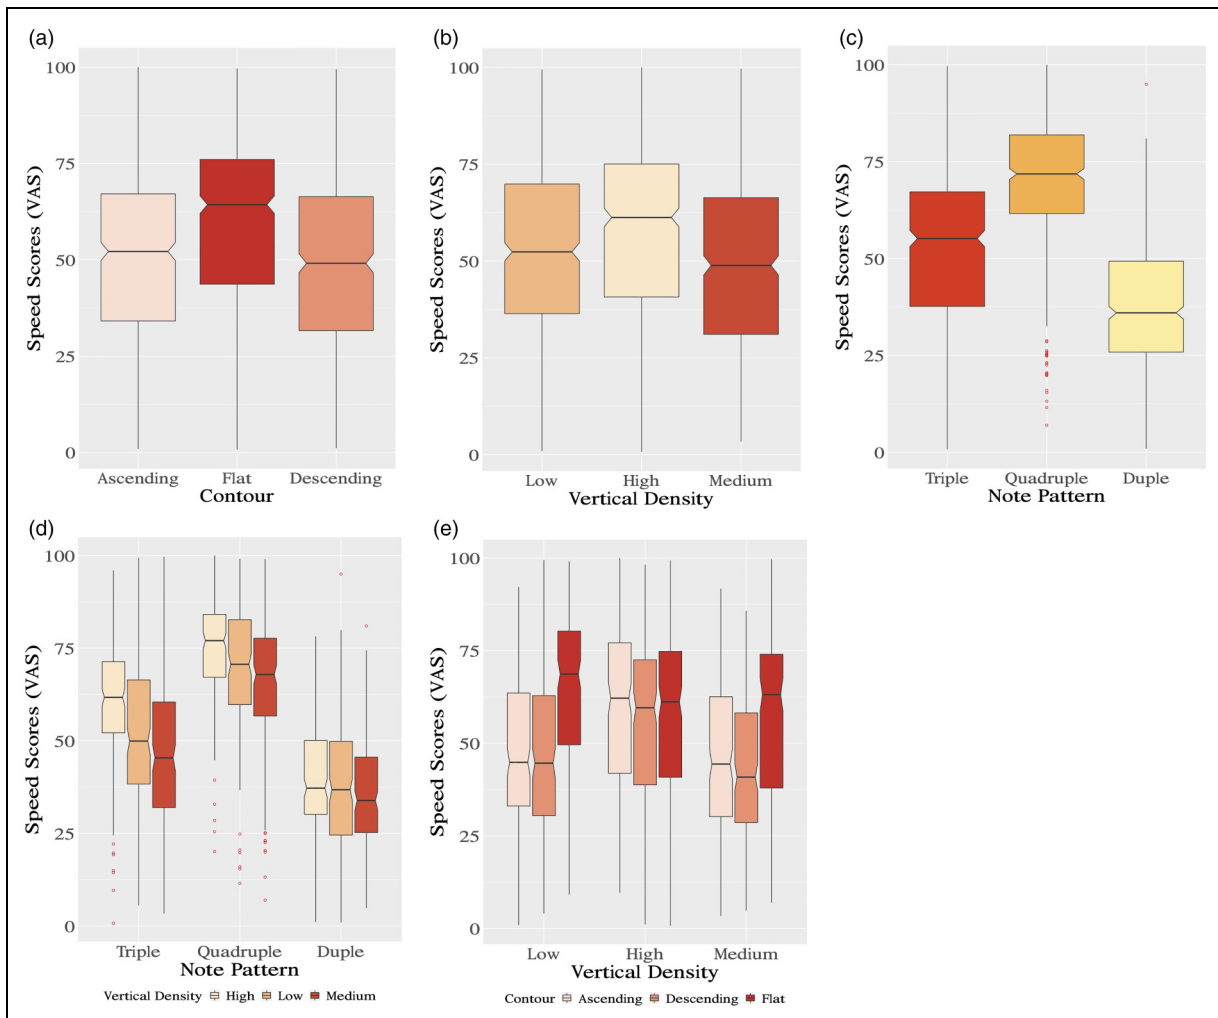 (a)
100
75
50
25
0
Speed Scores (VAS)
Ascending Flat Descending
Contour
(b)
100
75
50
25
0
Speed Scores (VAS)
Low High Medium
Vertical Density
(c)
100
75
50
25
0
Speed Scores (VAS)
Triple Quadruple Duple
Note Pattern
(d)
100
75
50
25
0
Speed Scores (VAS)
Triple Quadruple Duple
Note Pattern
Vertical Density High Low Medium
(e)
100
75
50
25
0
Speed Scores (VAS)
Low High Medium
Vertical Density
Contour Ascending Descending Flat